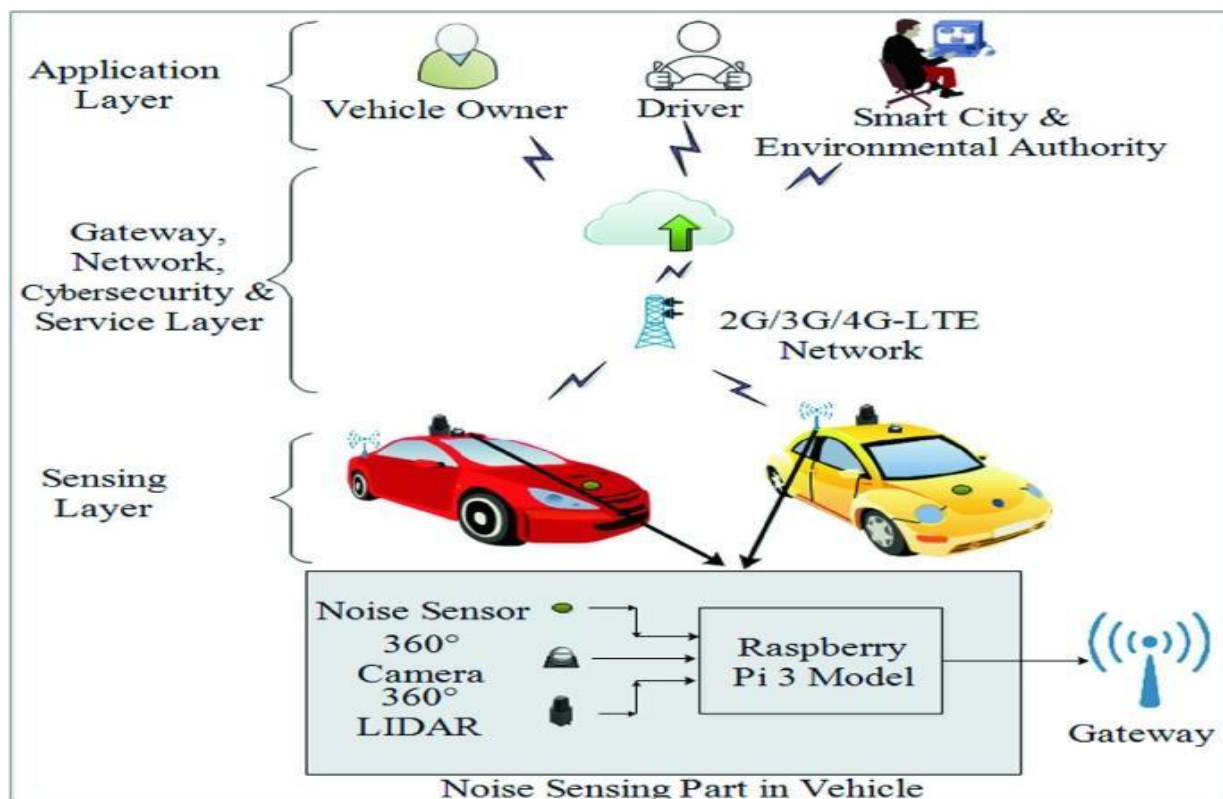 Application
Layer
Vehicle Owner
Driver
Smart City &
Environmental Authority
Gateway,
Network,
Cybersecurity &
Service Layer
2G/3G/4G-LTE
Network
Sensing
Layer
Noise Sensor
360°
Camera
360°
LIDAR
Raspberry
Pi 3 Model
Gateway
Noise Sensing Part in Vehicle